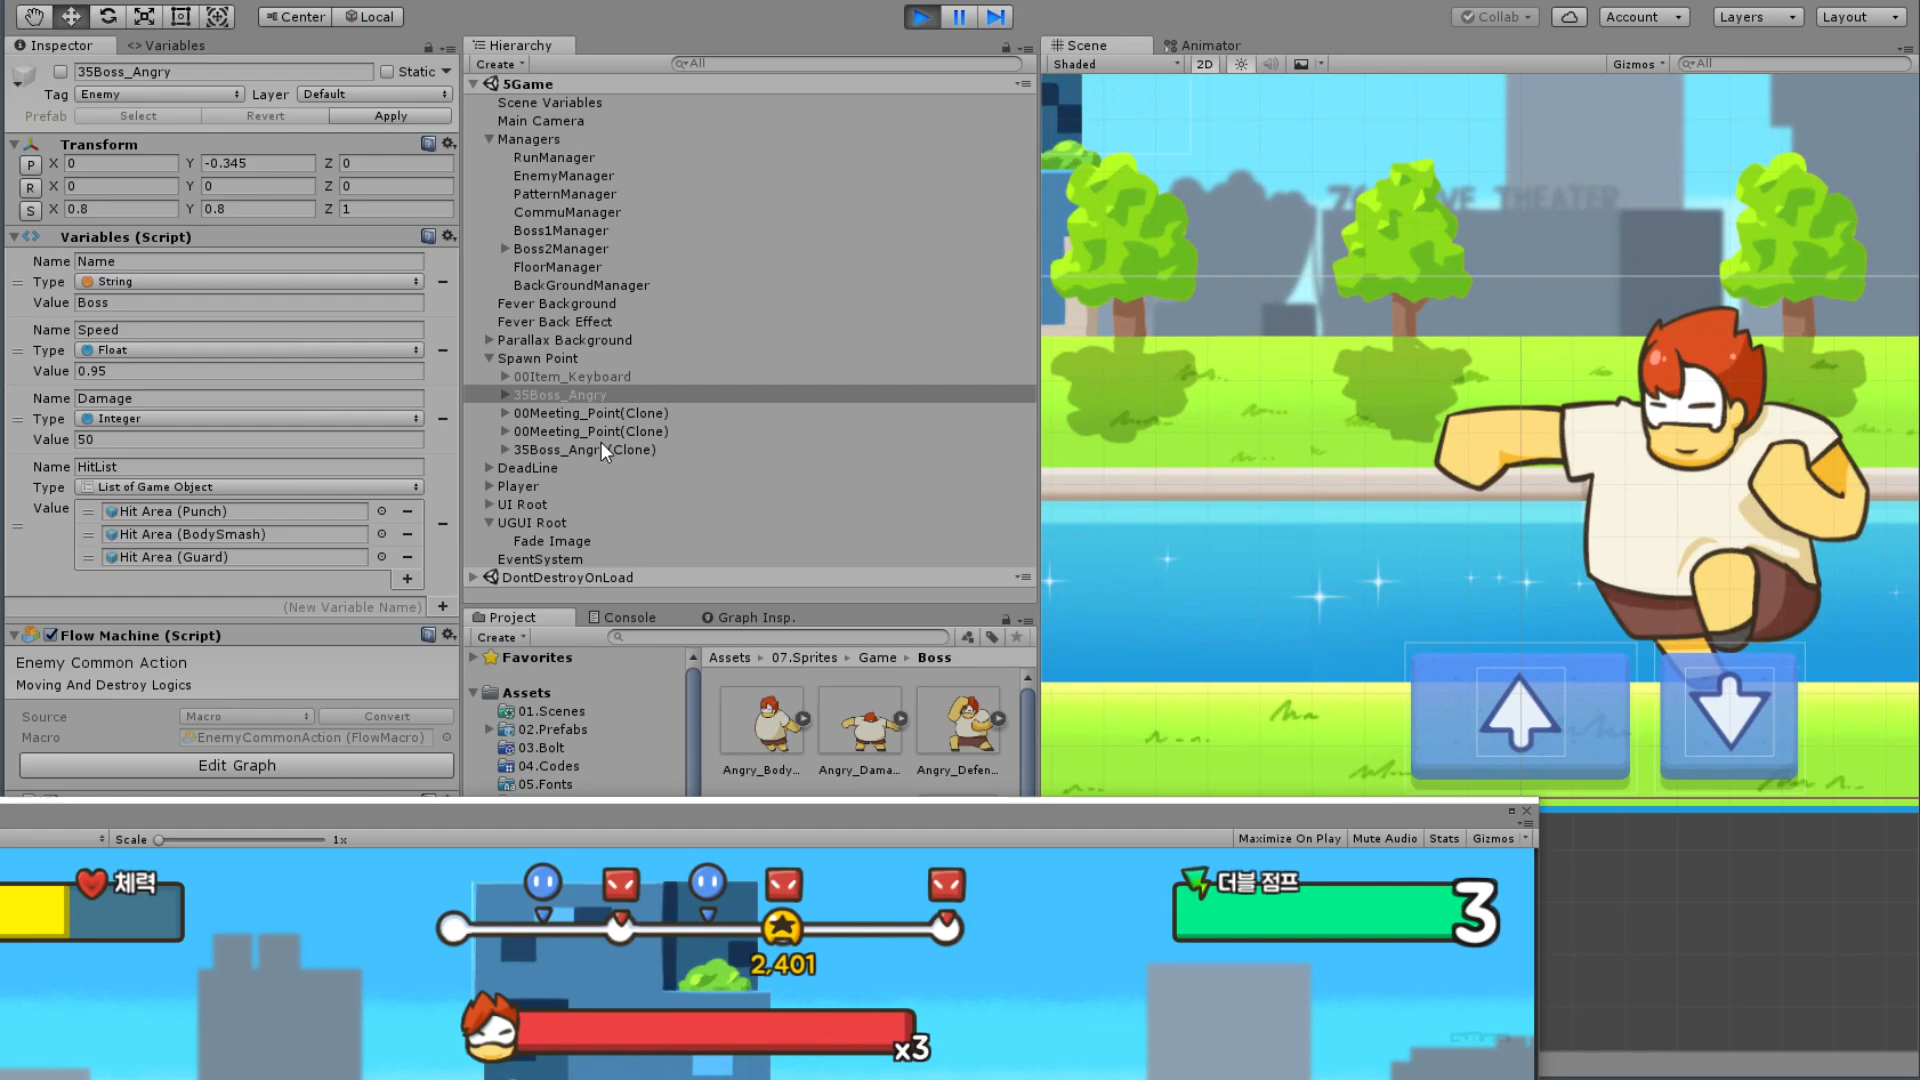 Center
Local
Collab
Account
Layers
Layout
Inspector
<> Variables
35Boss_Angry
Static
Tag
Enemy
Layer
Default
Prefab
Select
Revert
Apply
Transform
P X 0 Y -0.345 Z 0
R X 0 Y 0 Z 0
S X 0.8 Y 0.8 Z 1
Variables (Script)
Name Name
Type String
Value Boss
Name Speed
Type Float
Value 0.95
Name Damage
Type Integer
Value 50
Name HitList
Type List of Game Object
Value Hit Area (Punch)
Hit Area (BodySmash)
Hit Area (Guard)
(New Variable Name)
Flow Machine (Script)
Enemy Common Action
Moving And Destroy Logics
Source Macro Convert
Macro EnemyCommonAction (FlowMacro)
Edit Graph
Hierarchy
Create
All
5Game
Scene Variables
Main Camera
Managers
RunManager
EnemyManager
PatternManager
CommuManager
Boss1Manager
Boss2Manager
FloorManager
BackGroundManager
Fever Background
Fever Back Effect
Parallax Background
Spawn Point
00Item_Keyboard
35Boss_Angry
00Meeting_Point(Clone)
00Meeting_Point(Clone)
35Boss_Angry(Clone)
DeadLine
Player
UI Root
UGUI Root
Fade Image
EventSystem
DontDestroyOnLoad
Project
Console
Graph Insp.
Create
Favorites
Assets
01.Scenes
02.Prefabs
03.Bolt
04.Codes
05.Fonts
Assets
07.Sprites
Game
Boss
Angry_Body...
Angry_Dama...
Angry_Defen...
Scene
Animator
Shaded
2D
Gizmos
All
THEATER
Scale
1x
Maximize On Play
Mute Audio
Stats
Gizmos
체력
더블 점프
3
2,401
x3